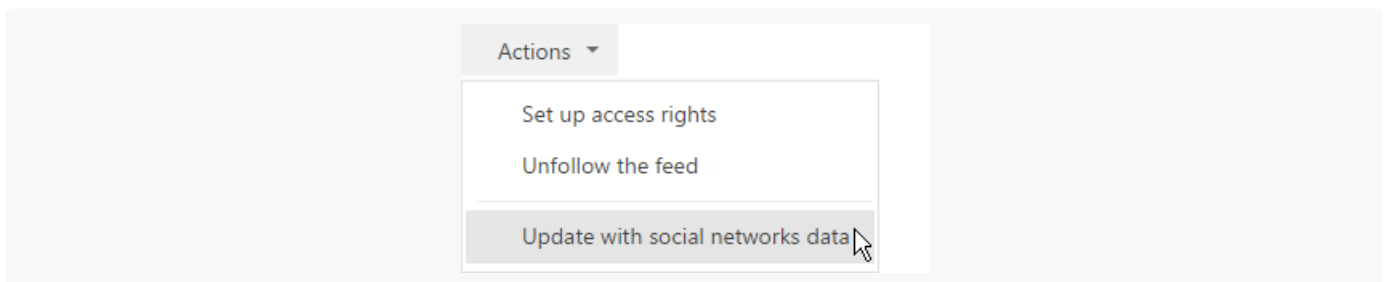 Actions
Set up access rights
Unfollow the feed
Update with social networks data